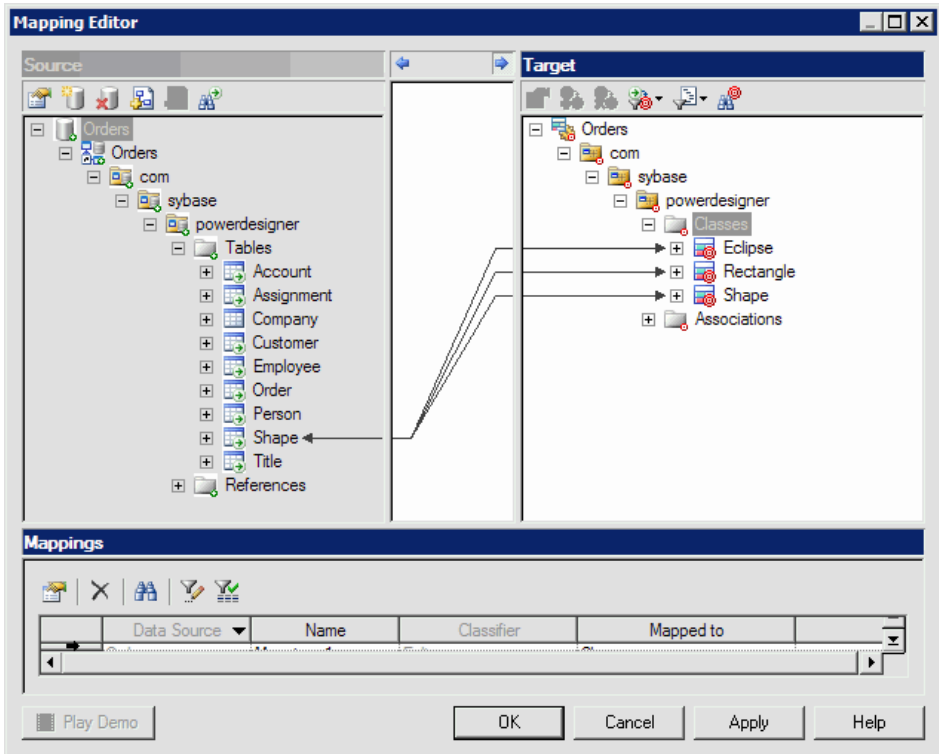 Mapping Editor
Source
Target
Orders
Orders
com
sybase
powerdesigner
Tables
Account
Assignment
Company
Customer
Employee
Order
Person
Shape
Title
References
Orders
com
sybase
powerdesigner
Classes
Eclipse
Rectangle
Shape
Associations
Mappings
Data Source Name Classifier Mapped to
Play Demo OK Cancel Apply Help